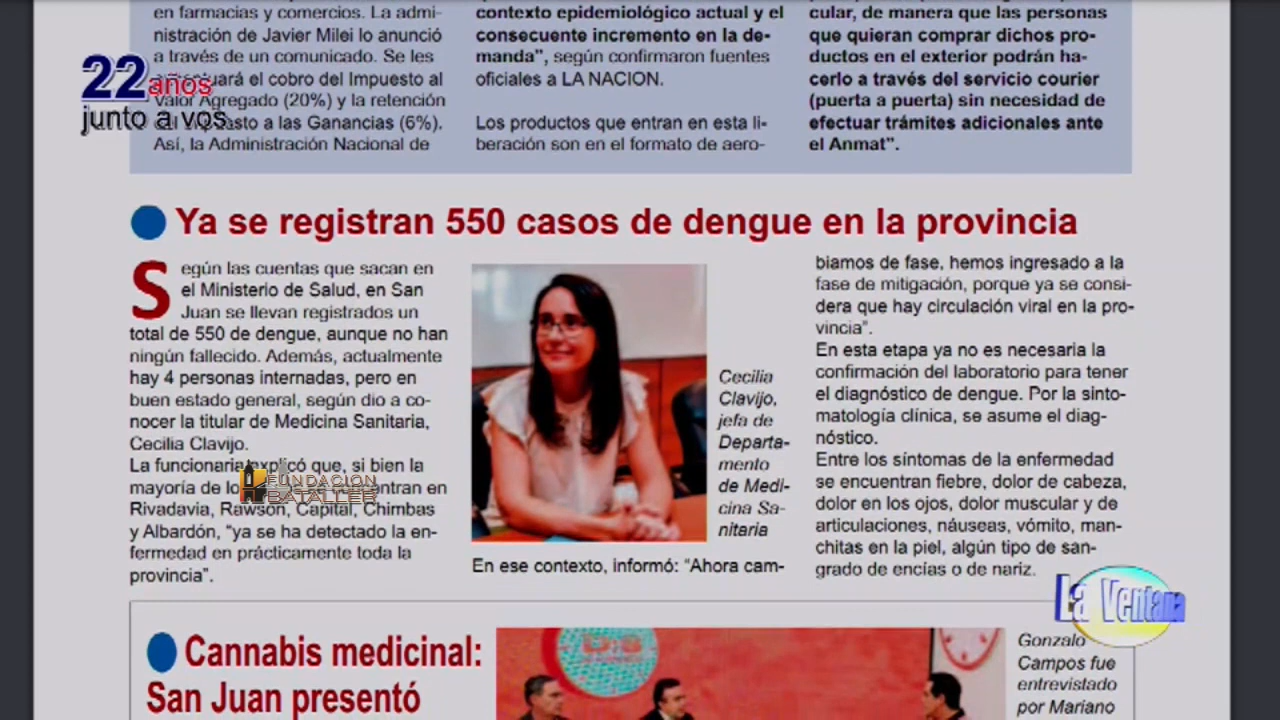 en farmacias y comercios. La admi-
nistración de Javier Milei lo anunció
a través de un comunicado. Se les
el cobro del Impuesto al
Valor Agregado (20%) y la retención
a las Ganancias (6%).
Así, la Administración Nacional de
contexto epidemiológico actual y el
consecuente incremento en la de-
manda", según confirmaron fuentes
oficiales a LA NACION.
Los productos que entran en esta li-
beración son en el formato de aero-
cular, de manera que las personas
que quieran comprar dichos pro-
ductos en el exterior podrán ha-
cerlo a través del servicio courier
(puerta a puerta) sin necesidad de
efectuar trámites adicionales ante
el Anmat".
22 años
junto a vos
Ya se registran 550 casos de dengue en la provincia
Según las cuentas que sacan en
el Ministerio de Salud, en San
Juan se llevan registrados un
total de 550 de dengue, aunque no han
ningún fallecido. Además, actualmente
hay 4 personas internadas, pero en
buen estado general, según dio a co-
nocer la titular de Medicina Sanitaria,
Cecilia Clavijo.
La funcionaria explicó que, si bien la
mayoría de
Rivadavia, Rawson, Capital, Chimbas
y Albardón, "ya se ha detectado la en-
fermedad en prácticamente toda la
provincia".
FUNDACION
BATALLER
Cecilia
Clavijo,
jefa de
Departa-
mento
de Medi-
cina Sa-
nitaria
En ese contexto, informó: "Ahora cam-
biamos de fase, hemos ingresado a la
fase de mitigación, porque ya se consi-
dera que hay circulación viral en la pro-
vincia".
En esta etapa ya no es necesaria la
confirmación del laboratorio para tener
el diagnóstico de dengue. Por la sinto-
matología clínica, se asume el diag-
nóstico.
Entre los síntomas de la enfermedad
se encuentran fiebre, dolor de cabeza,
dolor en los ojos, dolor muscular y de
articulaciones, náuseas, vómito, man-
chitas en la piel, algún tipo de san-
grado de encías o de nariz.
La Ventana
Cannabis medicinal:
San Juan presentó
Gonzalo
Campos fue
entrevistado
por Mariano